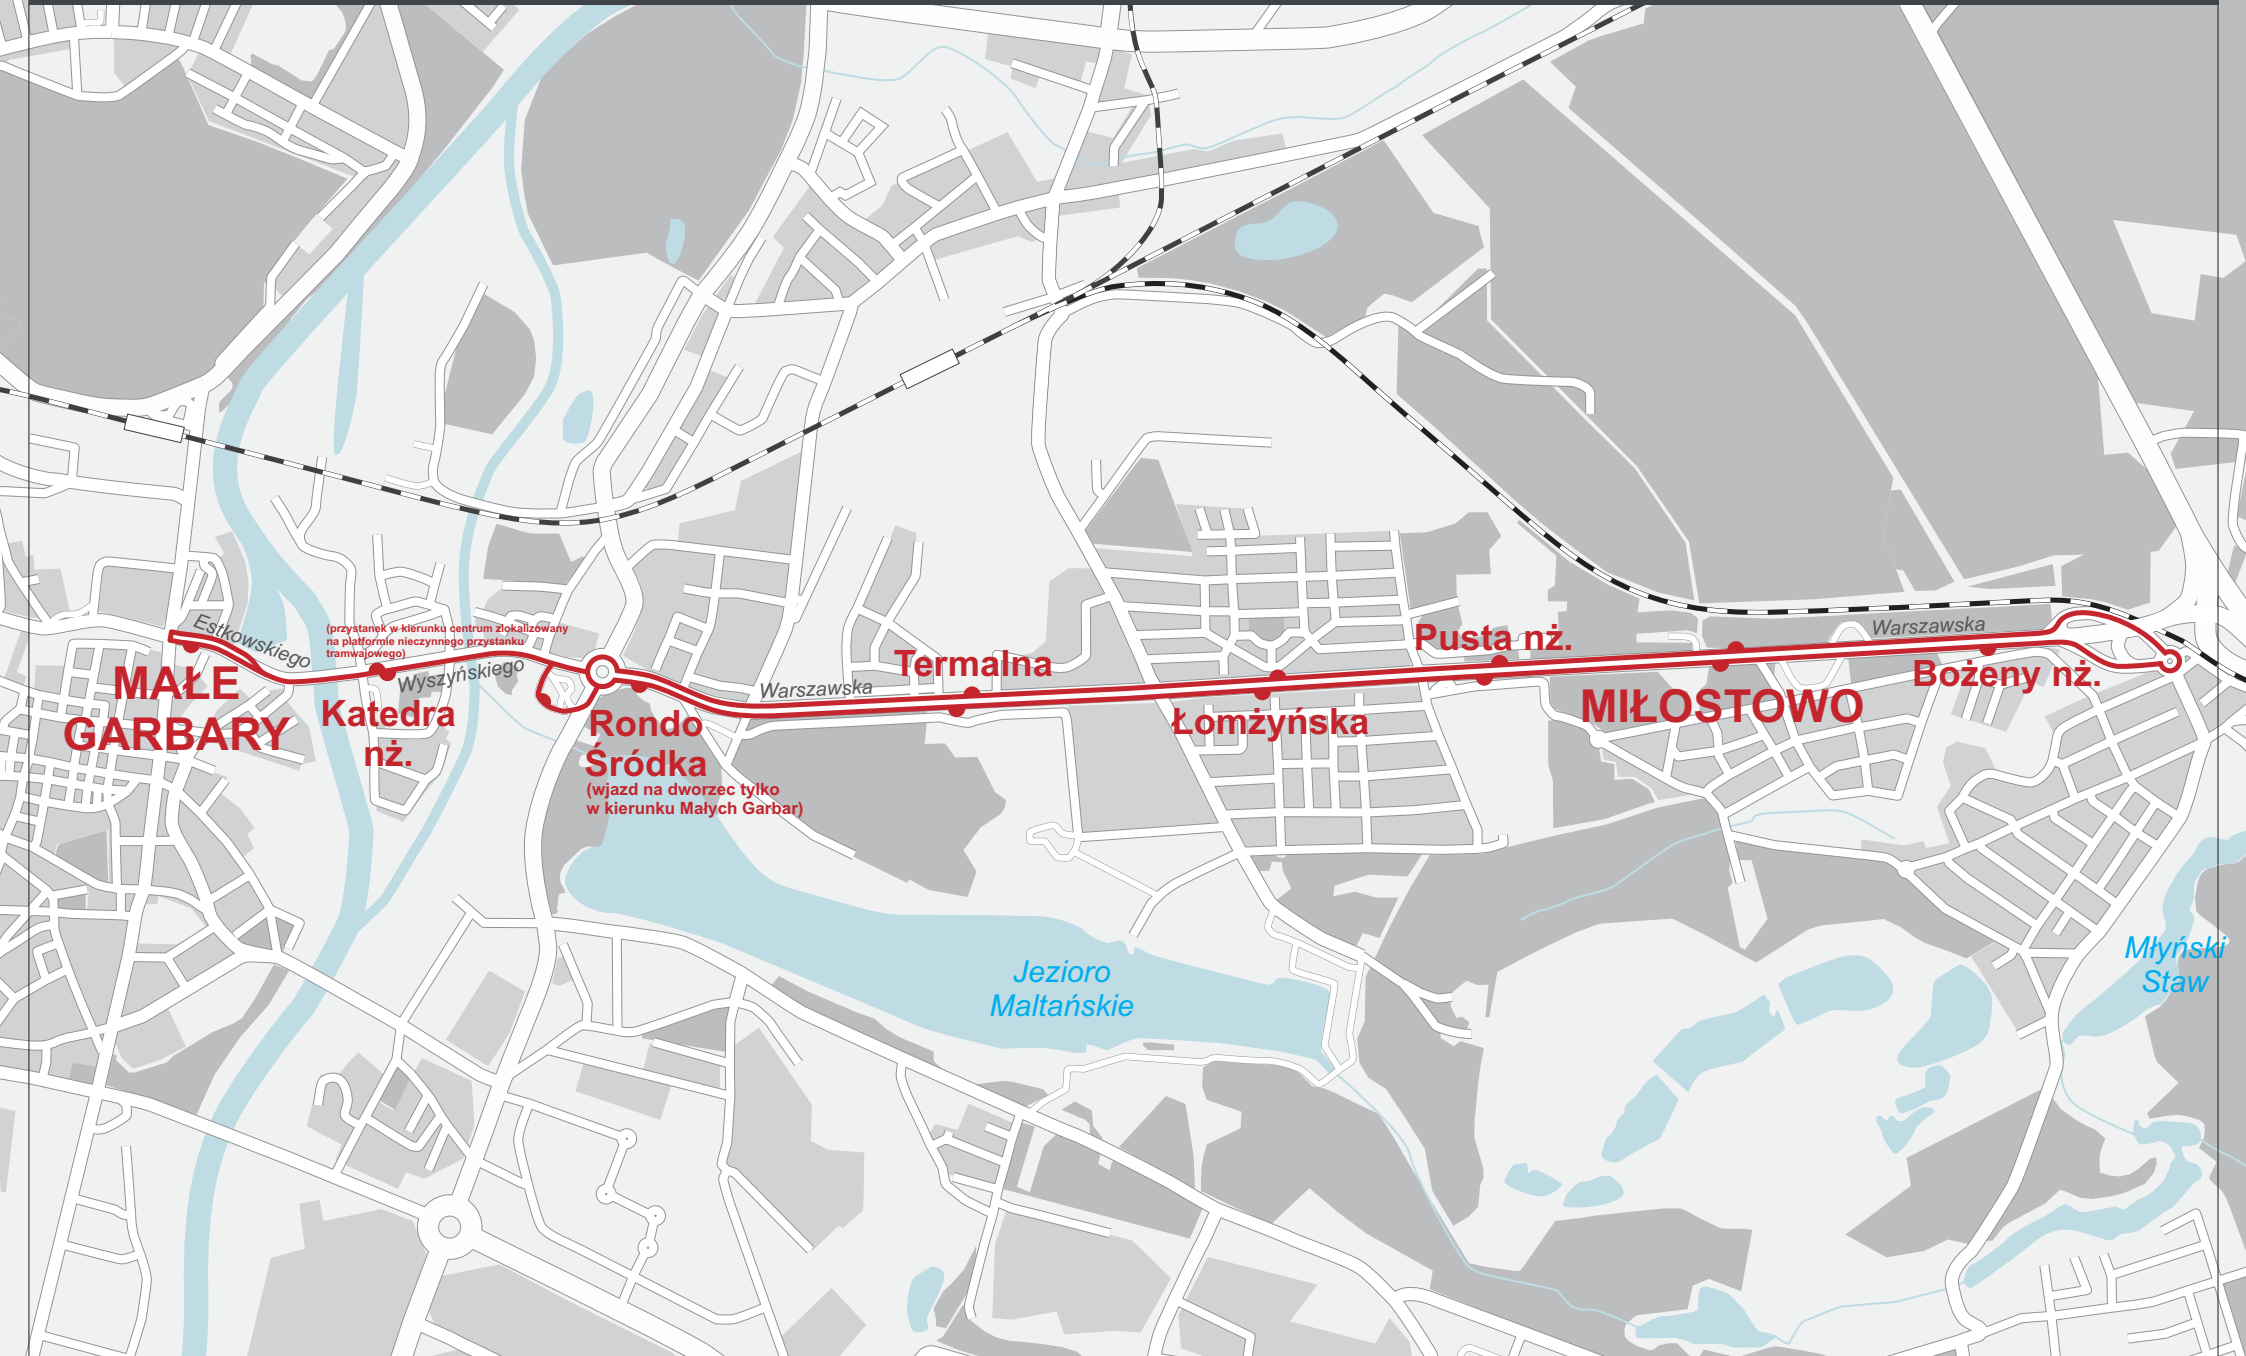 Estkowskiego
MAŁE
GARBARY
(przystanek w kierunku centrum zlokalizowany
na platformie nieczynnego przystanku
tramwajowego)
Wyszyńskiego
Katedra
nż.
Rondo
Śródka
(wjazd na dworzec tylko
w kierunku Małych Garbar)
Warszawska
Termalna
Łomżyńska
Pusta nż.
MIŁOSTOWO
Warszawska
Bożeny nż.
Jezioro
Maltańskie
Młyński
Staw